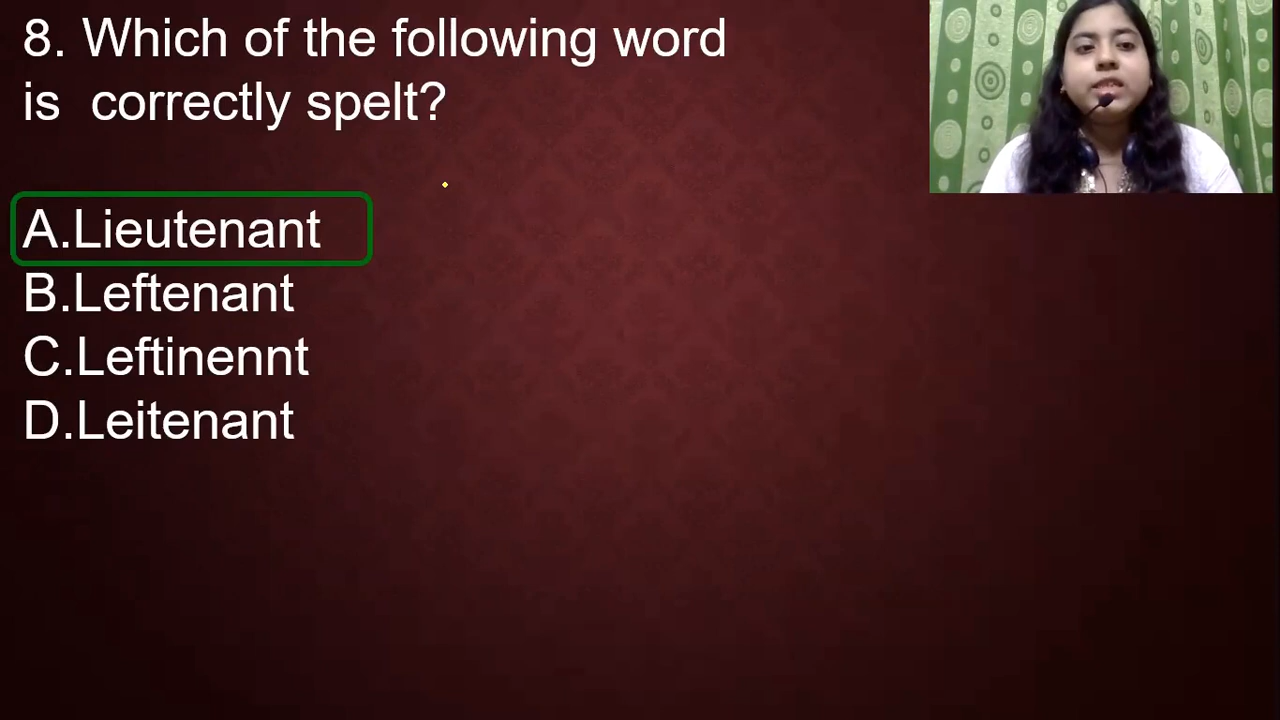 8. Which of the following word
is  correctly spelt?
A.Lieutenant
B.Leftenant
C.Leftinennt
D.Leitenant